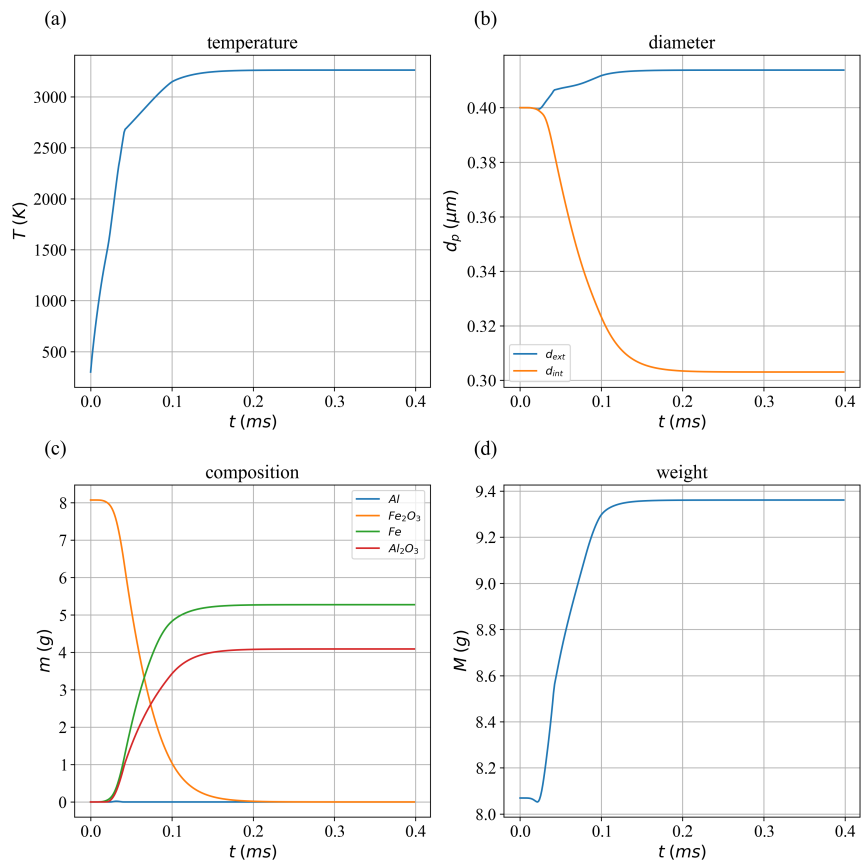 (a)
temperature
3000
2500
2000
1500
1000
500
T (K)
0.0 0.1 0.2 0.3 0.4
t (ms)
(b)
diameter
0.40
0.38
0.36
0.34
0.32
0.30
d_p (μm)
d_ext
d_int
0.0 0.1 0.2 0.3 0.4
t (ms)
(c)
composition
8
7
6
5
4
3
2
1
0
m (g)
Al
Fe₂O₃
Fe
Al₂O₃
0.0 0.1 0.2 0.3 0.4
t (ms)
(d)
weight
9.4
9.2
9.0
8.8
8.6
8.4
8.2
8.0
M (g)
0.0 0.1 0.2 0.3 0.4
t (ms)